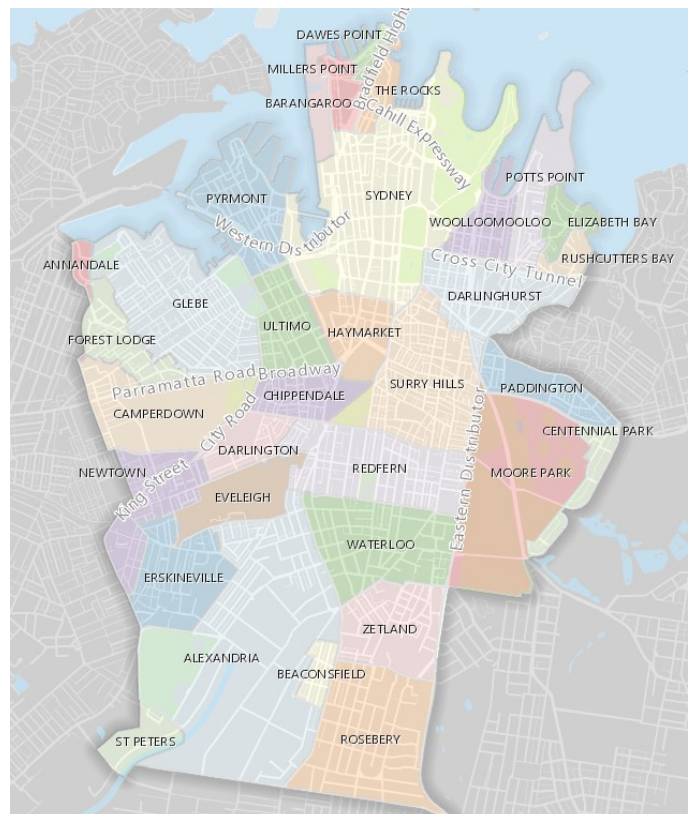 DAWES POINT
MILLERS POINT
Bradfield High
THE ROCKS
BARANGAROO
Cahill Expressway
POTTS POINT
SYDNEY
PYRMONT
WOOLLOOMOOLOO
ELIZABETH BAY
Western Distributor
Cross City Tunnel
RUSHCUTTERS BAY
ANNANDALE
DARLINGHURST
GLEBE
ULTIMO
HAYMARKET
FOREST LODGE
Parramatta Road
Broadway
SURRY HILLS
PADDINGTON
CHIPPENDALE
CAMPERDOWN
City Road
CENTENNIAL PARK
DARLINGTON
REDFERN
Eastern Distributor
MOORE PARK
NEWTOWN
King Street
EVELEIGH
WATERLOO
ERSKINEVILLE
ZETLAND
ALEXANDRIA
BEACONSFIELD
ST PETERS
ROSEBERY